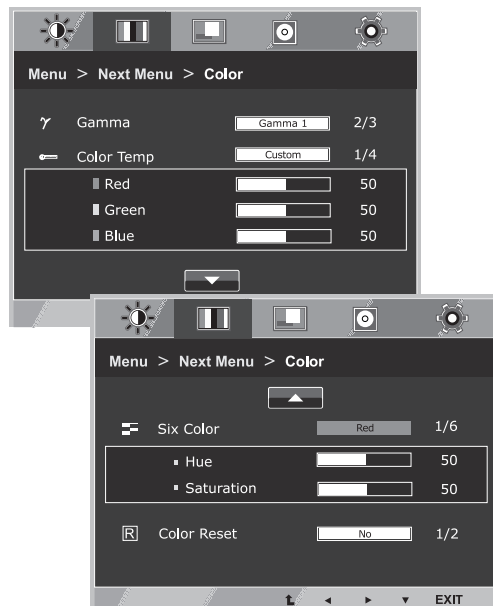 Menu > Next Menu > Color
γ Gamma Gamma 1 2/3
Color Temp Custom 1/4
Red 50
Green 50
Blue 50
Menu > Next Menu > Color
Six Color Red 1/6
Hue 50
Saturation 50
R Color Reset No 1/2
EXIT